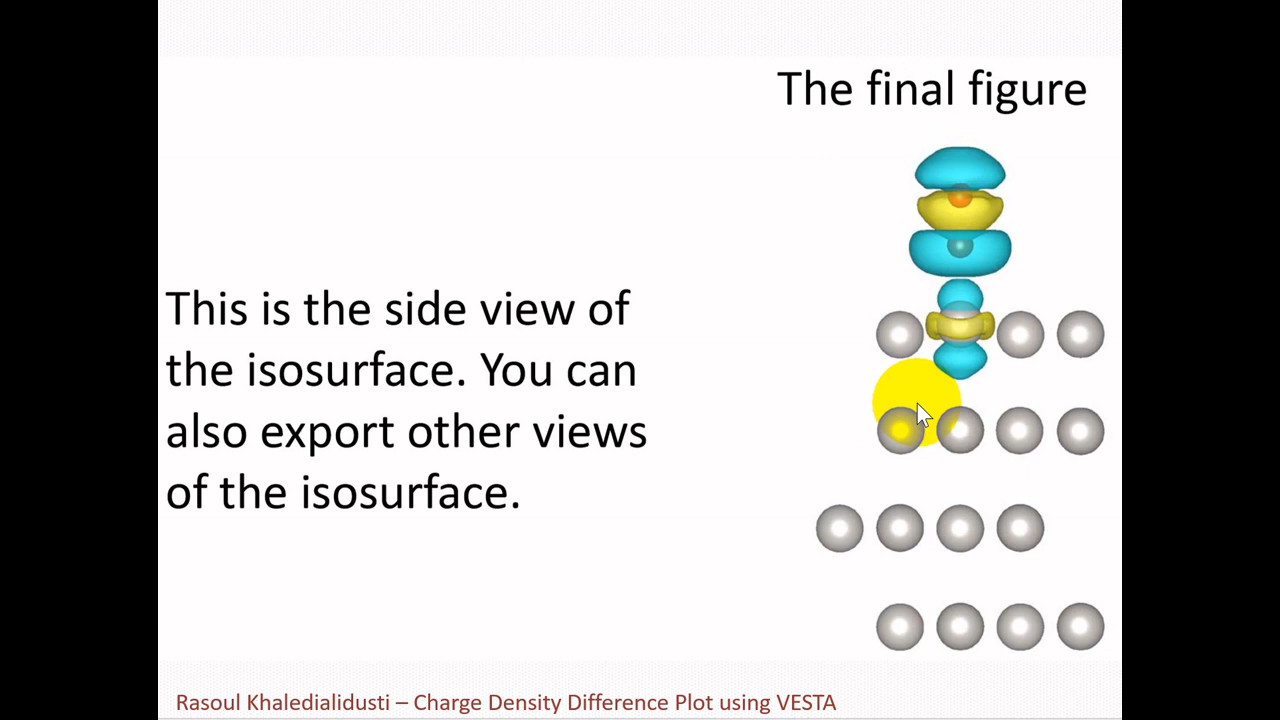 The final figure
This is the side view of
the isosurface. You can
also export other views
of the isosurface.
Rasoul Khaledialidusti – Charge Density Difference Plot using VESTA